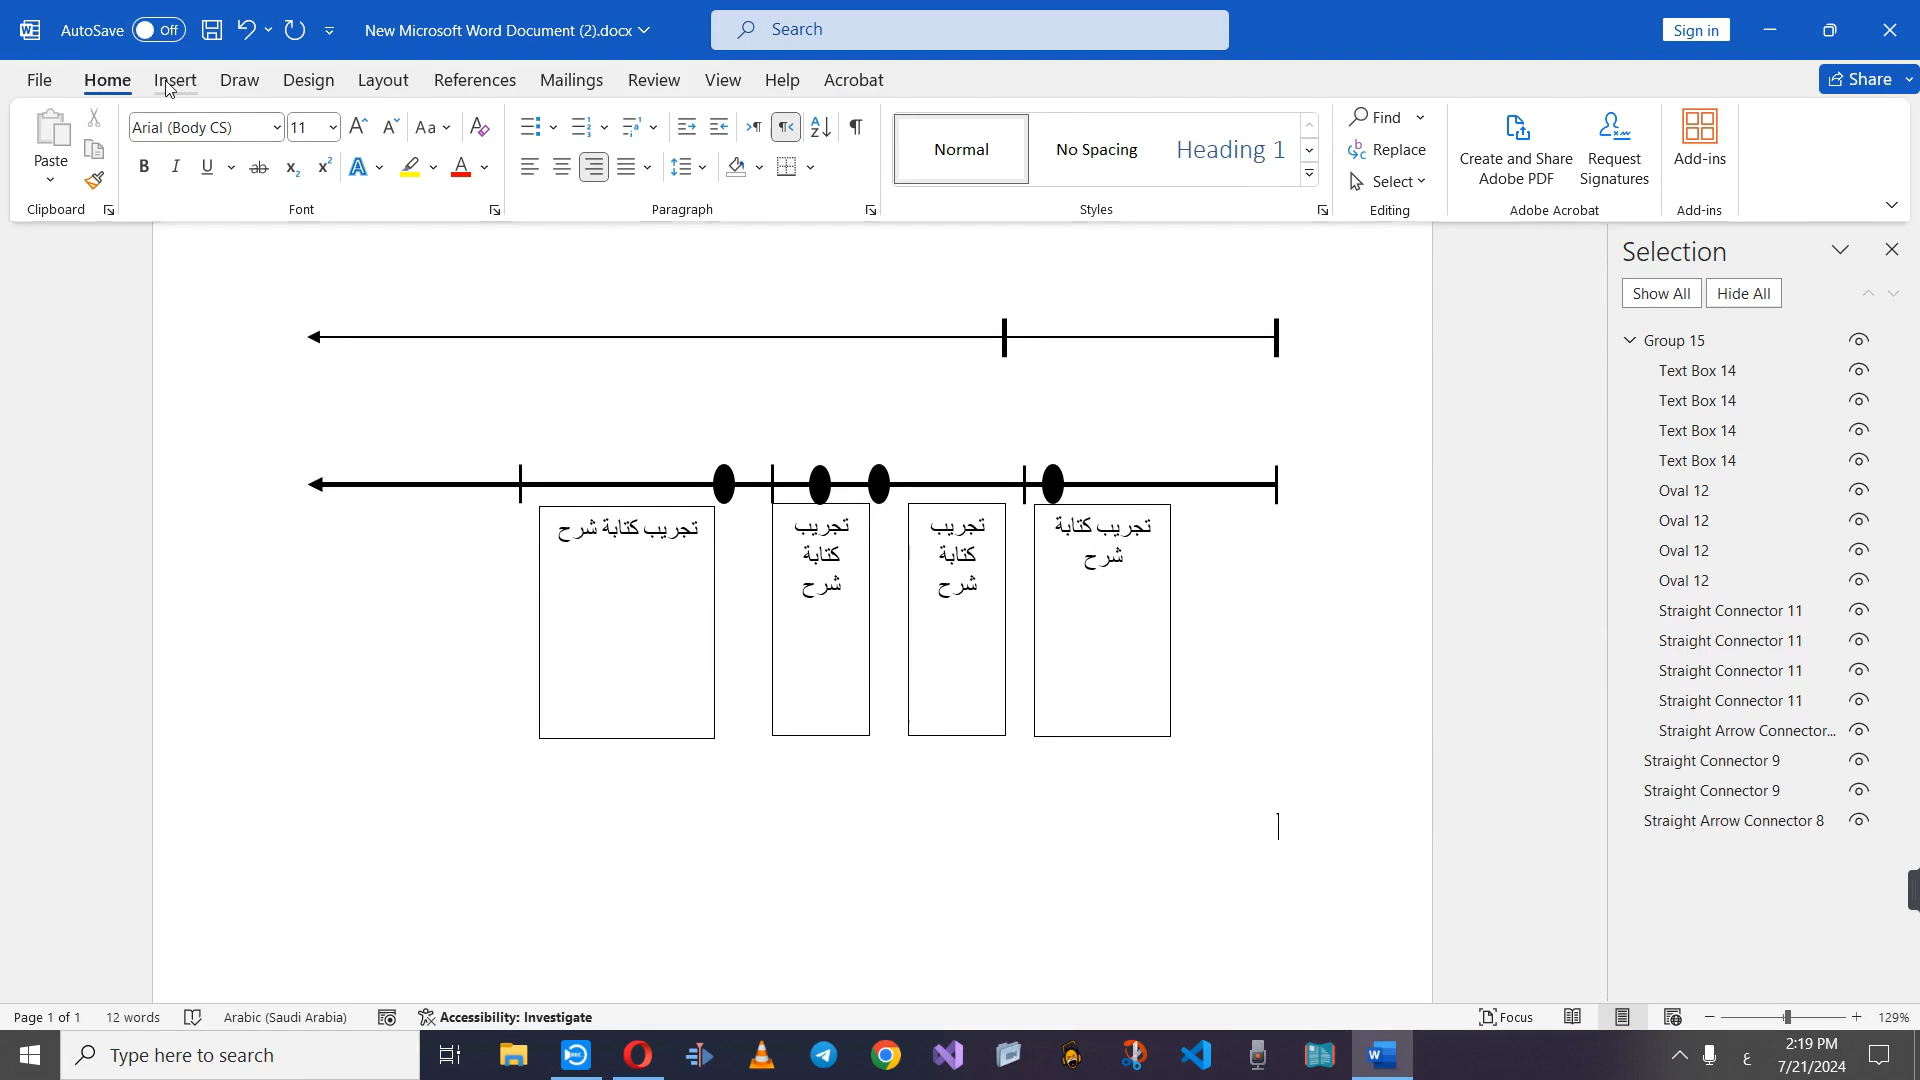 AutoSave Off New Microsoft Word Document (2).docx Search Sign in
File Home Insert Draw Design Layout References Mailings Review View Help Acrobat Share
Paste
Clipboard
Arial (Body CS) 11
Font
Paragraph
Normal
No Spacing
Heading 1
Styles
Find
Replace
Select
Editing
Create and Share
Adobe PDF
Request
Signatures
Adobe Acrobat
Add-ins
Add-ins
تجريب كتابة
شرح
تجريب
كتابة
شرح
تجريب
كتابة
شرح
تجريب كتابة شرح
Selection
Show All Hide All
Group 15
Text Box 14
Text Box 14
Text Box 14
Text Box 14
Oval 12
Oval 12
Oval 12
Oval 12
Straight Connector 11
Straight Connector 11
Straight Connector 11
Straight Connector 11
Straight Arrow Connector...
Straight Connector 9
Straight Connector 9
Straight Arrow Connector 8
Page 1 of 1 12 words Arabic (Saudi Arabia) Accessibility: Investigate Focus 129%
Type here to search
ع
2:19 PM
7/21/2024